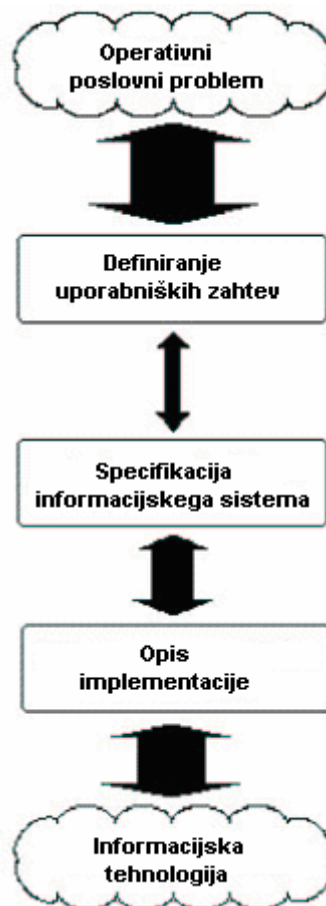 Operativni
poslovni problem
Definiranje
uporabniških zahtev
Specifikacija
informacijskega sistema
Opis
implementacije
Informacijska
tehnologija